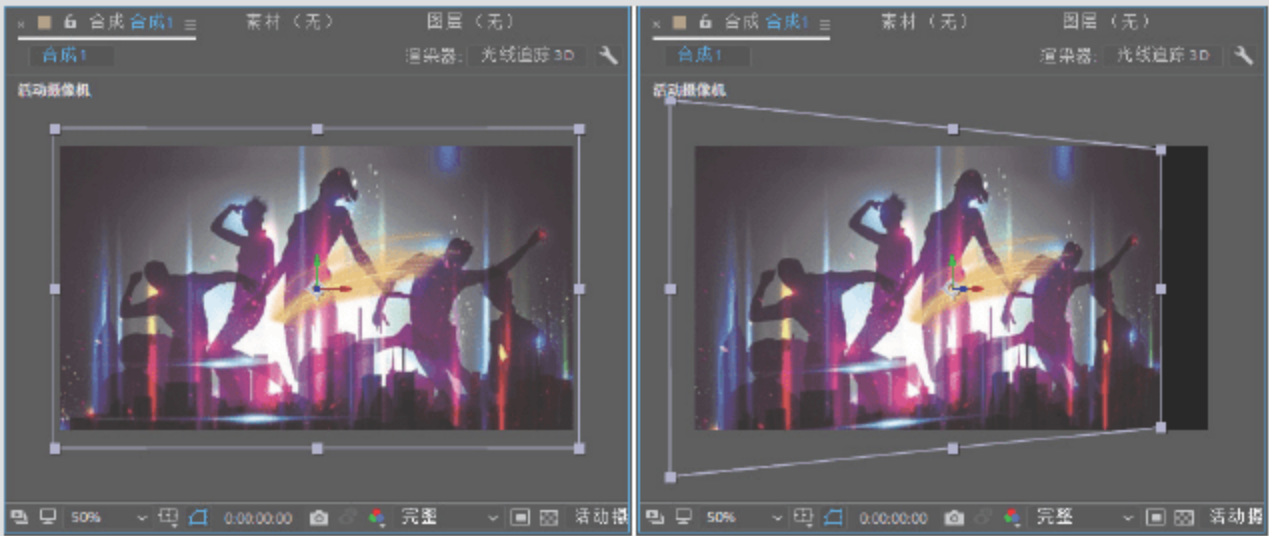 × 合成 合成1 ☰ 素材（无） 图层（无）
合成1 渲染器: 光线追踪 3D
活动摄像机
50% 0:00:00:00 完整 活动摄
× 合成 合成1 ☰ 素材（无） 图层（无）
合成1 渲染器: 光线追踪 3D
活动摄像机
50% 0:00:00:00 完整 活动摄